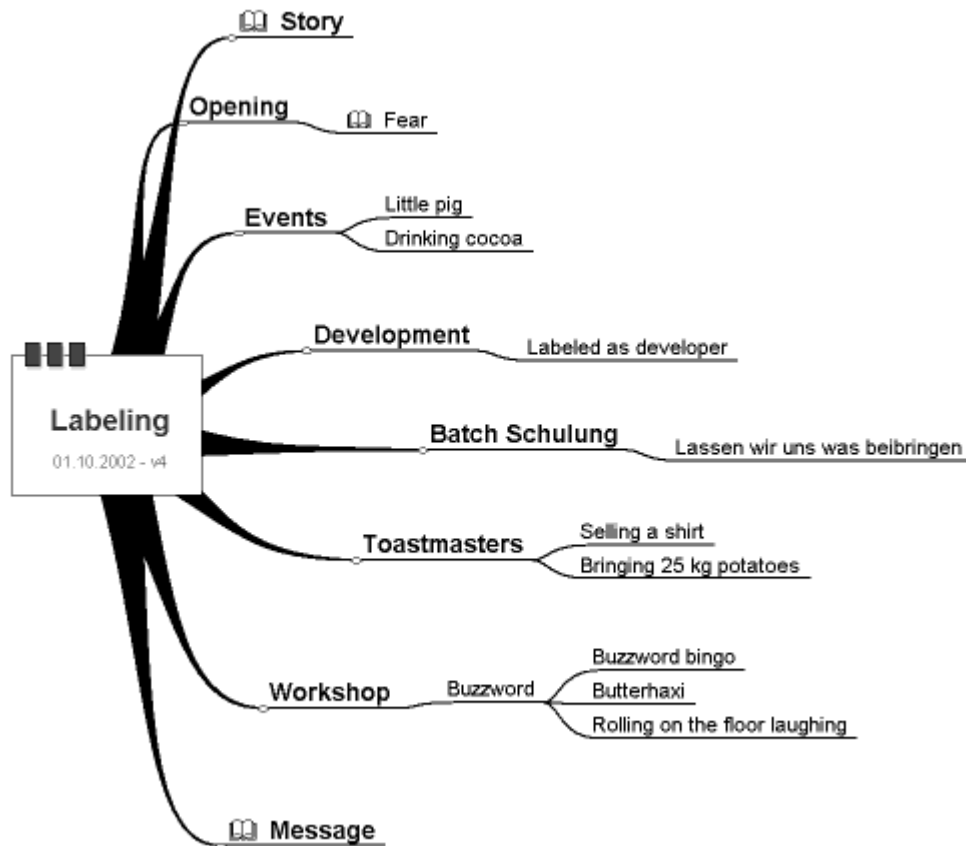 Story
Opening
Fear
Events
Little pig
Drinking cocoa
Development
Labeled as developer
Labeling
01.10.2002 - v4
Batch Schulung
Lassen wir uns was beibringen
Toastmasters
Selling a shirt
Bringing 25 kg potatoes
Workshop
Buzzword
Buzzword bingo
Butterhaxi
Rolling on the floor laughing
Message